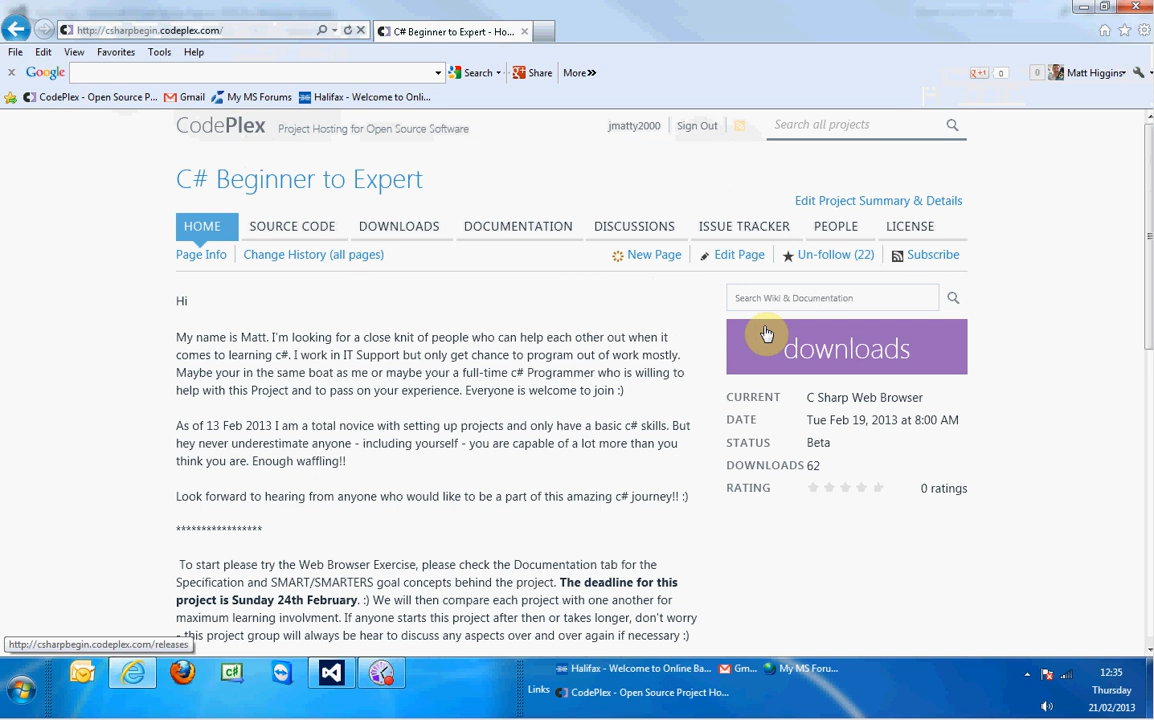 http://csharpbegin.codeplex.com/
C# Beginner to Expert - Ho...
File Edit View Favorites Tools Help
Google Search Share More» +1 0 0 Matt Higgins
CodePlex - Open Source P... Gmail My MS Forums Halifax - Welcome to Onli...
CodePlex Project Hosting for Open Source Software jmatty2000 Sign Out Search all projects
C# Beginner to Expert
Edit Project Summary & Details
HOME SOURCE CODE DOWNLOADS DOCUMENTATION DISCUSSIONS ISSUE TRACKER PEOPLE LICENSE
Page Info Change History (all pages) New Page Edit Page Un-follow (22) Subscribe
Hi
My name is Matt. I'm looking for a close knit of people who can help each other out when it
comes to learning c#. I work in IT Support but only get chance to program out of work mostly.
Maybe your in the same boat as me or maybe your a full-time c# Programmer who is willing to
help with this Project and to pass on your experience. Everyone is welcome to join :)
As of 13 Feb 2013 I am a total novice with setting up projects and only have a basic c# skills. But
hey never underestimate anyone - including yourself - you are capable of a lot more than you
think you are. Enough waffling!!
Look forward to hearing from anyone who would like to be a part of this amazing c# journey!! :)
*****************
To start please try the Web Browser Exercise, please check the Documentation tab for the
Specification and SMART/SMARTERS goal concepts behind the project. The deadline for this
project is Sunday 24th February. :) We will then compare each project with one another for
maximum learning involvment. If anyone starts this project after then or takes longer, don't worry
- this project group will always be hear to discuss any aspects over and over again if necessary :)
Search Wiki & Documentation
downloads
CURRENT C Sharp Web Browser
DATE Tue Feb 19, 2013 at 8:00 AM
STATUS Beta
DOWNLOADS 62
RATING 0 ratings
http://csharpbegin.codeplex.com/releases
C#
Links
Halifax - Welcome to Online Ba... Gm... My MS Foru...
CodePlex - Open Source Project Ho...
12:35
Thursday
21/02/2013